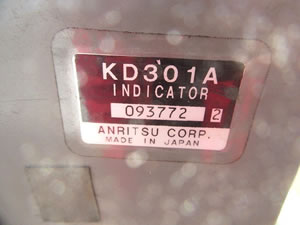 KD301A
INDICATOR
093772 2
ANRITSU CORP.
MADE IN JAPAN